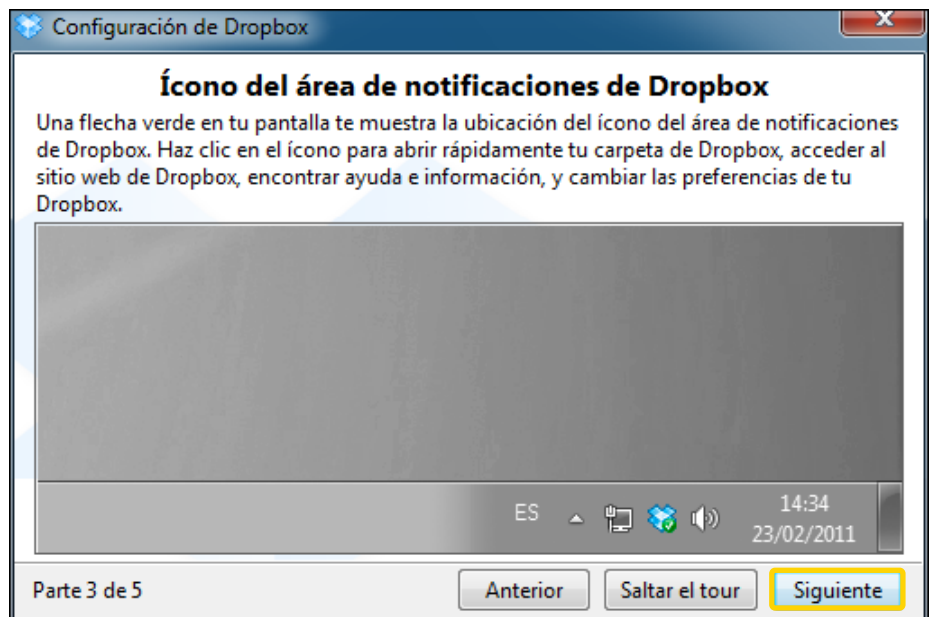 Configuración de Dropbox
Ícono del área de notificaciones de Dropbox
Una flecha verde en tu pantalla te muestra la ubicación del ícono del área de notificaciones
de Dropbox. Haz clic en el ícono para abrir rápidamente tu carpeta de Dropbox, acceder al
sitio web de Dropbox, encontrar ayuda e información, y cambiar las preferencias de tu
Dropbox.
ES
14:34
23/02/2011
Parte 3 de 5
Anterior
Saltar el tour
Siguiente